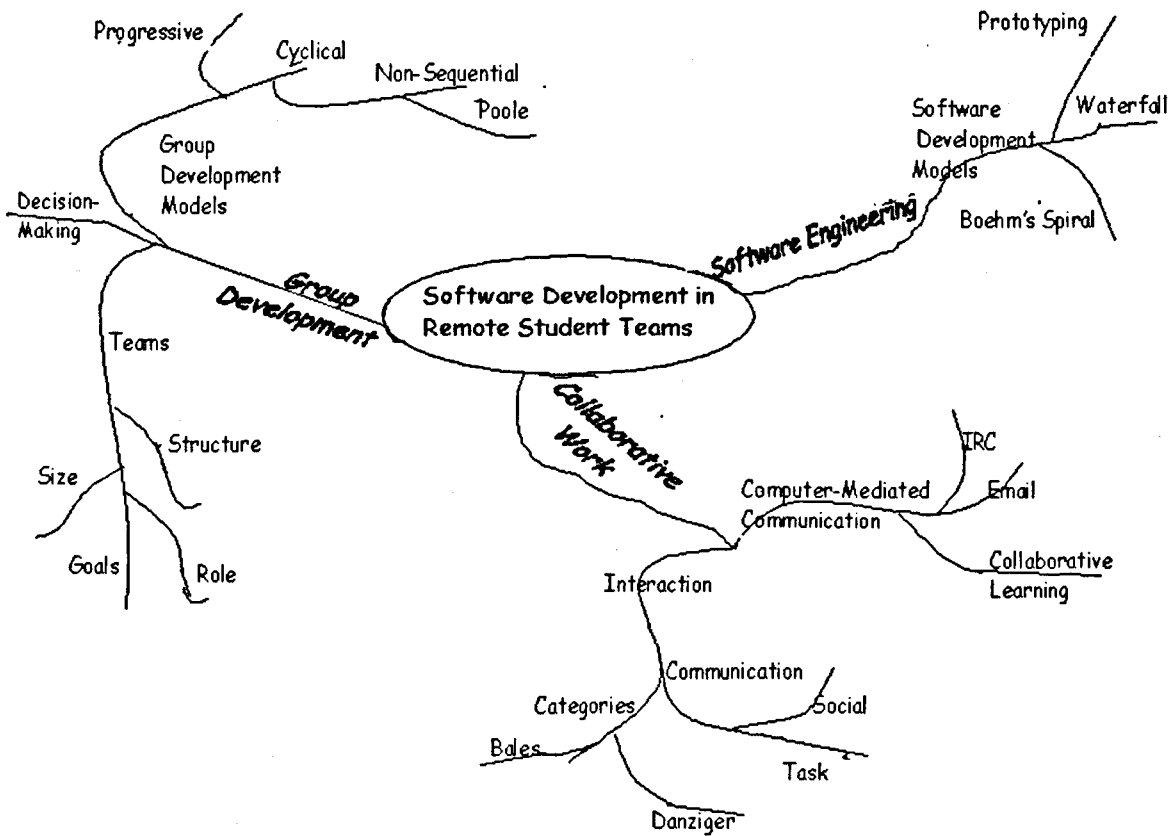 Progressive
Cyclical
Non-Sequential
Poole
Group
Development
Models
Decision-
Making
Group
Development
Teams
Structure
Size
Goals
Role
Software Development in
Remote Student Teams
Software Engineering
Software
Development
Models
Prototyping
Waterfall
Boehm's Spiral
Collaborative
Work
Computer-Mediated
Communication
IRC
Email
Collaborative
Learning
Interaction
Communication
Categories
Social
Bales
Task
Danziger